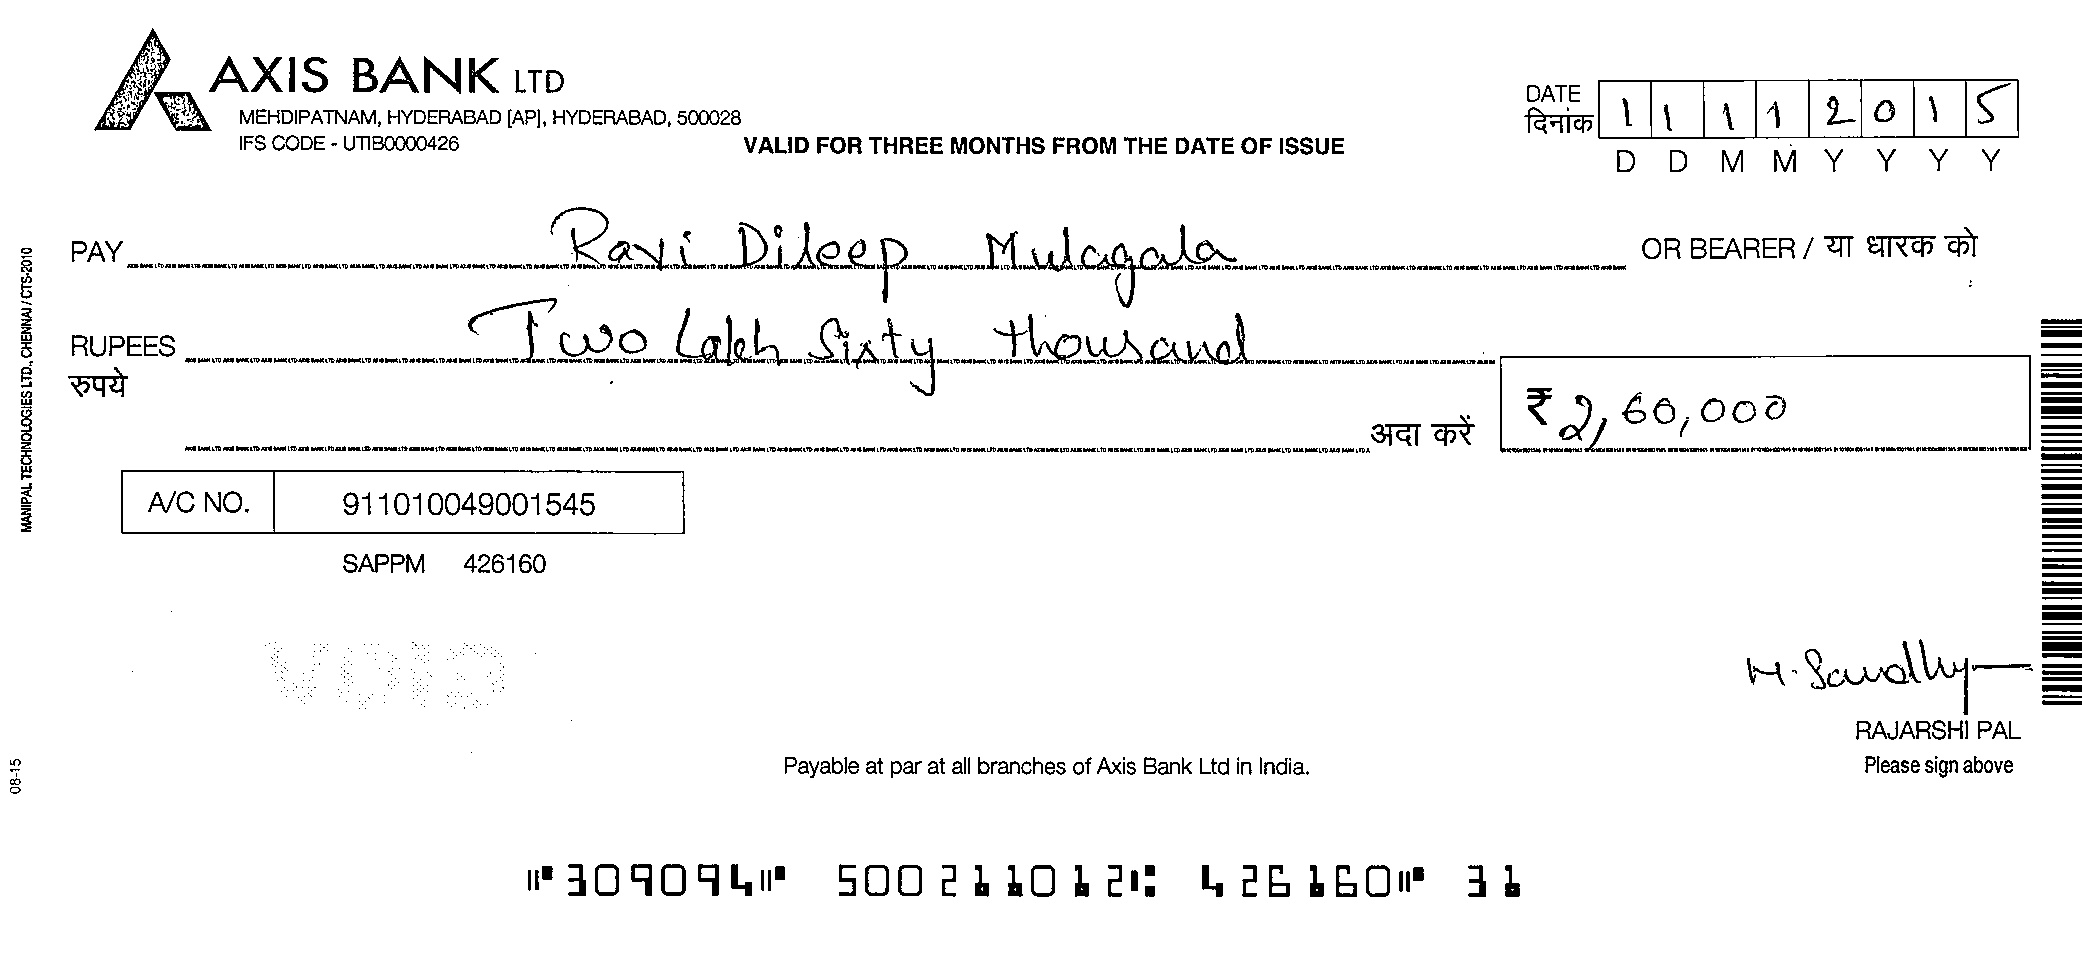 AXIS BANK LTD
MEHDIPATNAM, HYDERABAD [AP], HYDERABAD, 500028
IFS CODE - UTIB0000426
VALID FOR THREE MONTHS FROM THE DATE OF ISSUE
DATE
दिनांक
1 1 1 1 2 0 1 5
D D M M Y Y Y Y
PAY Ravi Dileep Mulagala OR BEARER / या धारक को
RUPEES Two Lakh Sixty thousand
रुपये
अदा करें ₹ 2,60,000
A/C NO. 911010049001545
SAPPM 426160
VOID
M. Sandhy
RAJARSHI PAL
Please sign above
Payable at par at all branches of Axis Bank Ltd in India.
⑈309094⑈ 500211012⑆ 426160⑈ 31
MANIPAL TECHNOLOGIES LTD., CHENNAI / CTS-2010
08-15